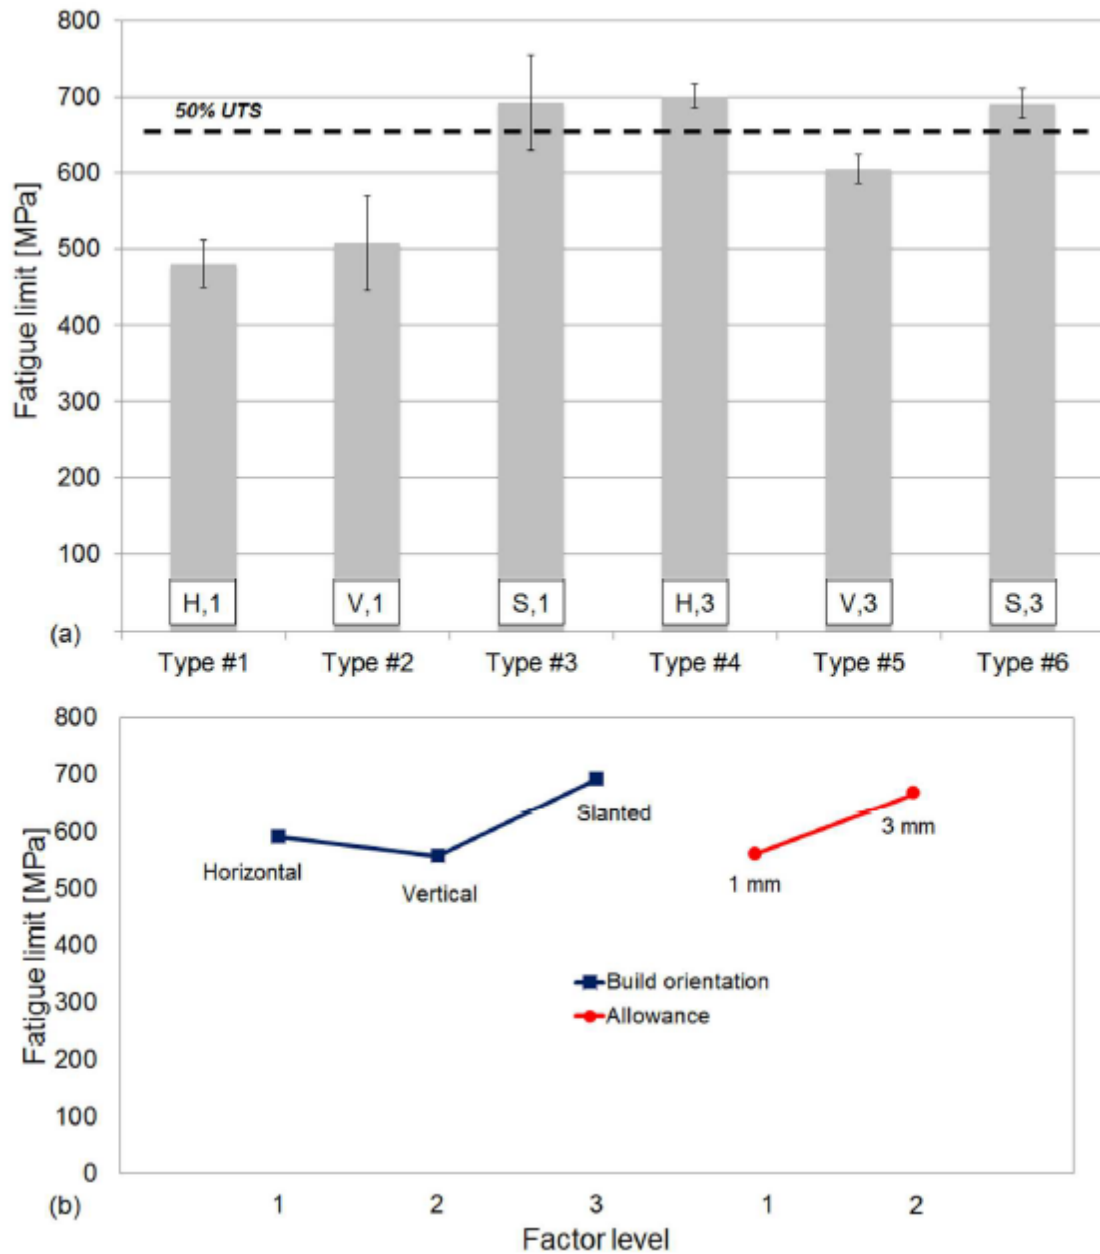 800
700
600
500
400
300
200
100
Fatigue limit [MPa]
50% UTS
H,1 V,1 S,1 H,3 V,3 S,3
(a)
Type #1 Type #2 Type #3 Type #4 Type #5 Type #6
800
700
600
500
400
300
200
100
0
Fatigue limit [MPa]
Horizontal
Vertical
Slanted
1 mm
3 mm
Build orientation
Allowance
(b)
1 2 3 1 2
Factor level